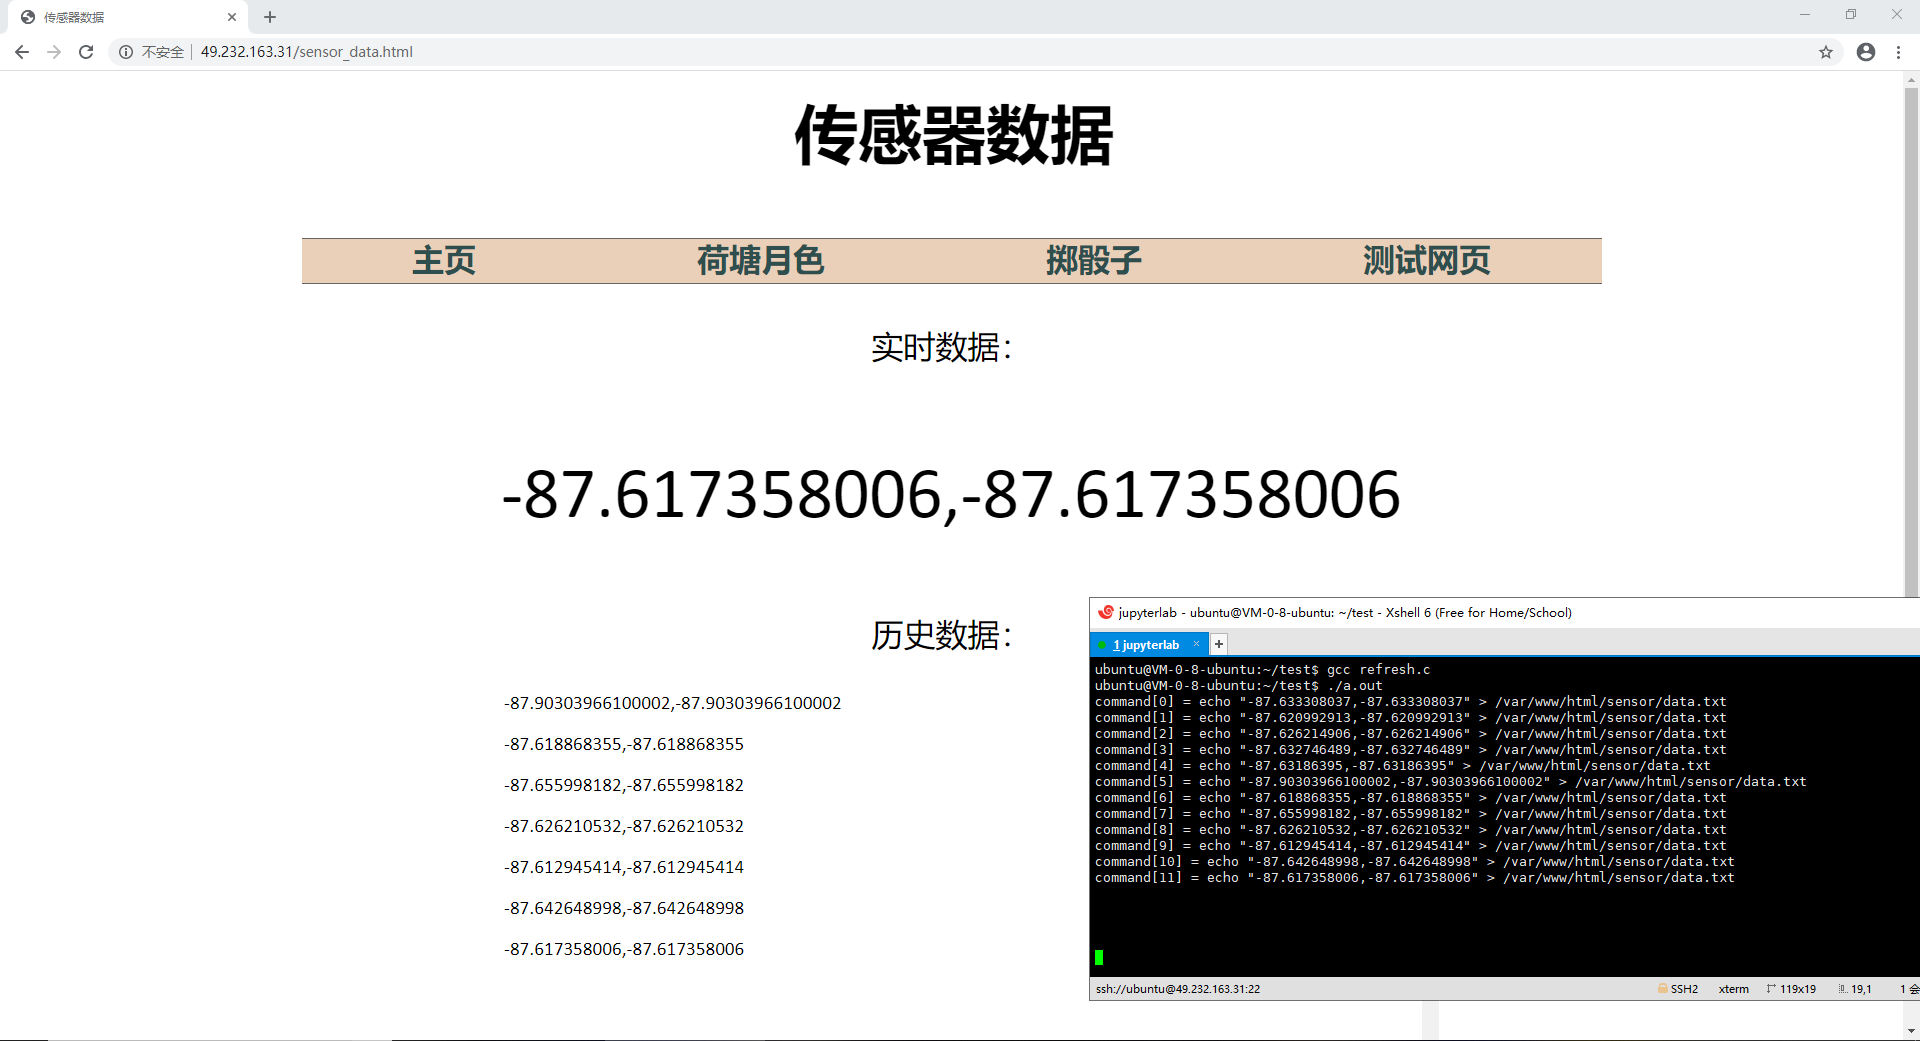 传感器数据
不安全 49.232.163.31/sensor_data.html
传感器数据
主页 荷塘月色 掷骰子 测试网页
实时数据：
-87.617358006,-87.617358006
历史数据：
-87.90303966100002,-87.90303966100002
-87.618868355,-87.618868355
-87.655998182,-87.655998182
-87.626210532,-87.626210532
-87.612945414,-87.612945414
-87.642648998,-87.642648998
-87.617358006,-87.617358006
jupyterlab - ubuntu@VM-0-8-ubuntu: ~/test - Xshell 6 (Free for Home/School)
1 jupyterlab
ubuntu@VM-0-8-ubuntu:~/test$ gcc refresh.c
ubuntu@VM-0-8-ubuntu:~/test$ ./a.out
command[0] = echo "-87.633308037,-87.633308037" > /var/www/html/sensor/data.txt
command[1] = echo "-87.620992913,-87.620992913" > /var/www/html/sensor/data.txt
command[2] = echo "-87.626214906,-87.626214906" > /var/www/html/sensor/data.txt
command[3] = echo "-87.632746489,-87.632746489" > /var/www/html/sensor/data.txt
command[4] = echo "-87.63186395,-87.63186395" > /var/www/html/sensor/data.txt
command[5] = echo "-87.90303966100002,-87.90303966100002" > /var/www/html/sensor/data.txt
command[6] = echo "-87.618868355,-87.618868355" > /var/www/html/sensor/data.txt
command[7] = echo "-87.655998182,-87.655998182" > /var/www/html/sensor/data.txt
command[8] = echo "-87.626210532,-87.626210532" > /var/www/html/sensor/data.txt
command[9] = echo "-87.612945414,-87.612945414" > /var/www/html/sensor/data.txt
command[10] = echo "-87.642648998,-87.642648998" > /var/www/html/sensor/data.txt
command[11] = echo "-87.617358006,-87.617358006" > /var/www/html/sensor/data.txt
ssh://ubuntu@49.232.163.31:22 SSH2 xterm 119x19 19,1 1 会